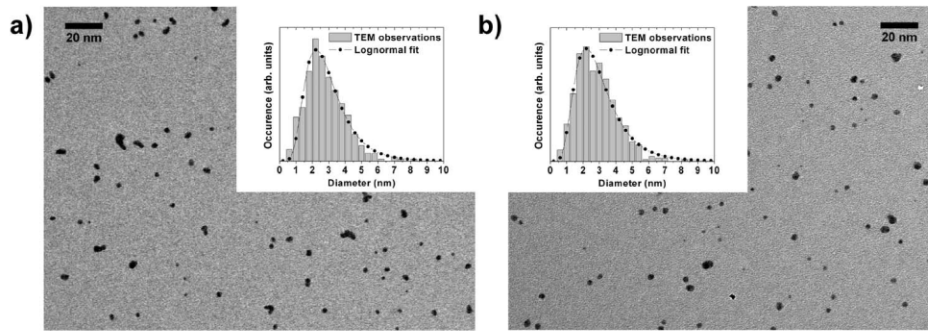 a)
20 nm
TEM observations
Lognormal fit
Occurence (arb. units)
0 1 2 3 4 5 6 7 8 9 10
Diameter (nm)
b)
20 nm
TEM observations
Lognormal fit
Occurence (arb. units)
0 1 2 3 4 5 6 7 8 9 10
Diameter (nm)